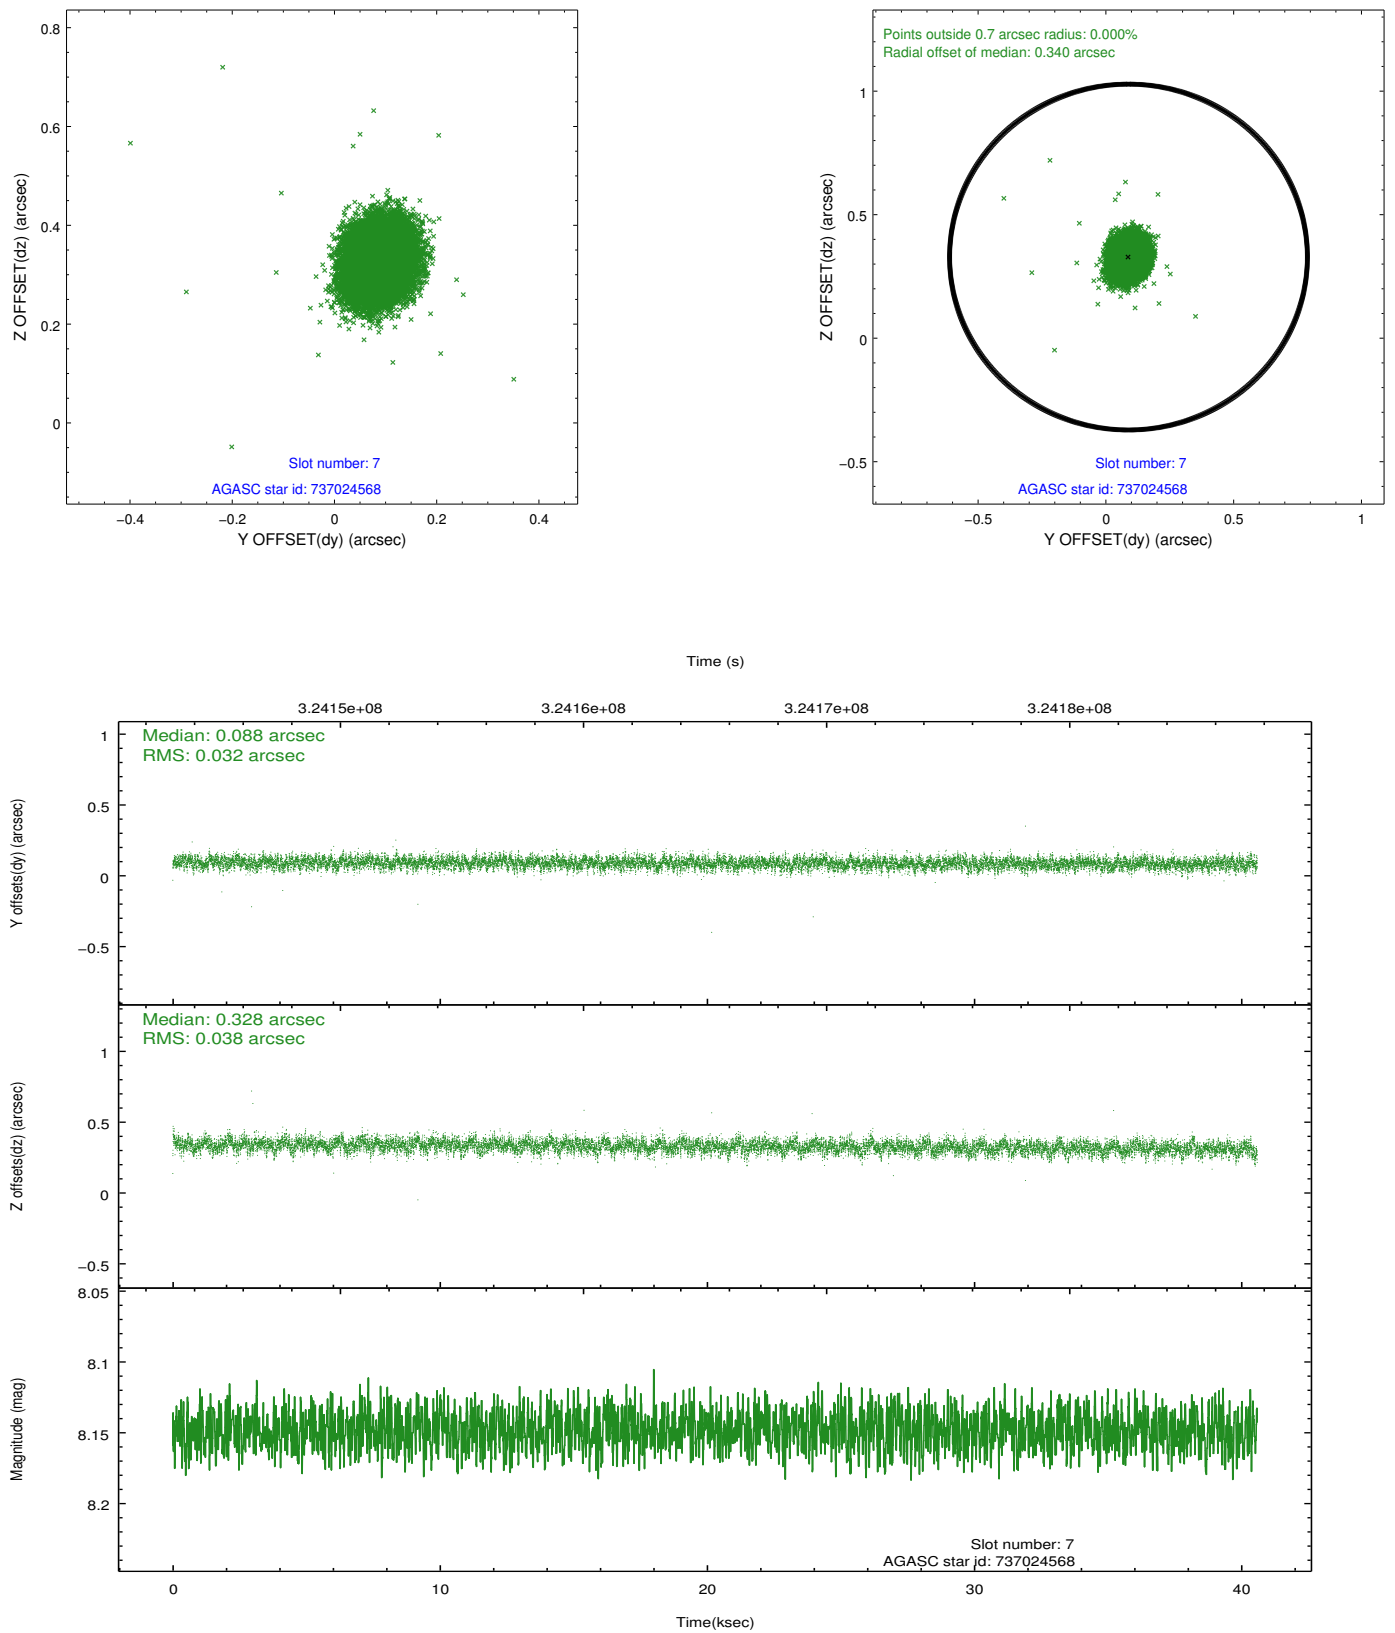 0.8
0.6
0.4
0.2
0
−0.4
−0.2
0
0.2
0.4
Z OFFSET(dz) (arcsec)
Y OFFSET(dy) (arcsec)
Slot number: 7
AGASC star id: 737024568
Points outside 0.7 arcsec radius: 0.000%
Radial offset of median: 0.340 arcsec
1
0.5
0
−0.5
−0.5
0
0.5
1
Z OFFSET(dz) (arcsec)
Y OFFSET(dy) (arcsec)
Slot number: 7
AGASC star id: 737024568
Time (s)
3.2415e+08
3.2416e+08
3.2417e+08
3.2418e+08
Median: 0.088 arcsec
RMS: 0.032 arcsec
1
0.5
0
−0.5
Y offsets(dy) (arcsec)
Median: 0.328 arcsec
RMS: 0.038 arcsec
1
0.5
0
−0.5
Z offsets(dz) (arcsec)
8.05
8.1
8.15
8.2
Magnitude (mag)
Slot number: 7
AGASC star id: 737024568
0
10
20
30
40
Time(ksec)